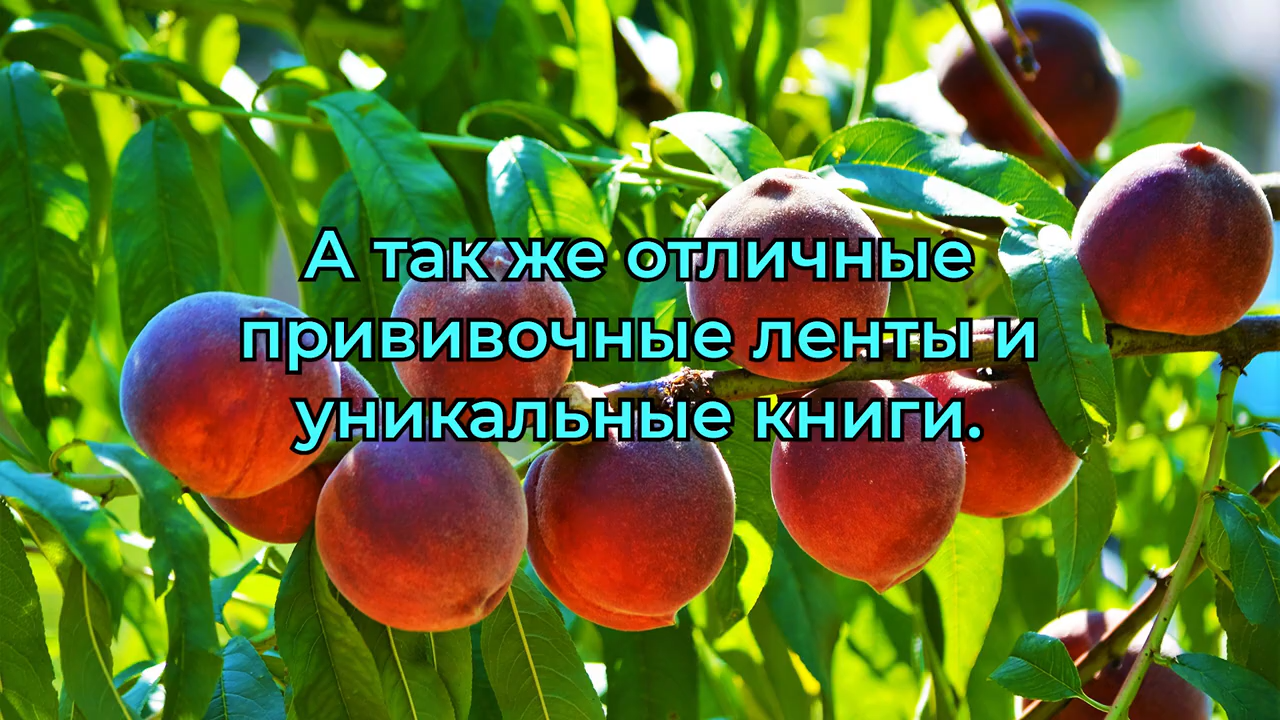 А так же отличные
прививочные ленты и
уникальные книги.